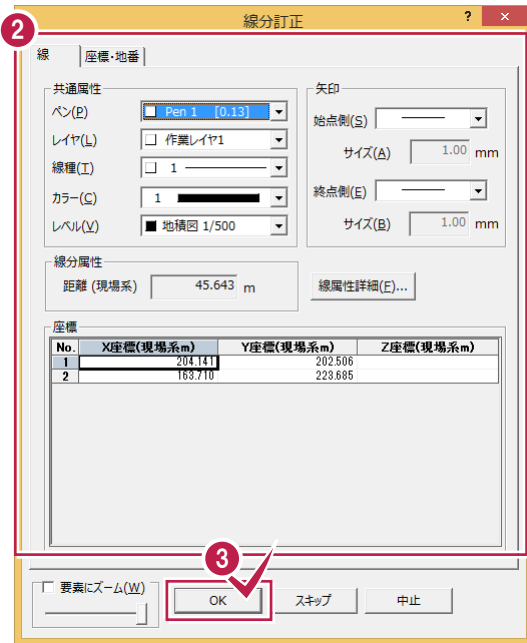 線分訂正 ? ×
2
線 座標・地番
共通属性
ペン(P) Pen 1 [0.13]
レイヤ(L) 作業レイヤ1
線種(T) 1
カラー(C) 1
レベル(V) 地積図 1/500
矢印
始点側(S)
サイズ(A) 1.00 mm
終点側(E)
サイズ(B) 1.00 mm
線分属性
距離 (現場系) 45.643 m
線属性詳細(F)...
座標
No. X座標(現場系m) Y座標(現場系m) Z座標(現場系m)
1 204.141 202.506
2 163.710 223.685
3
要素にズーム(W)
OK スキップ 中止